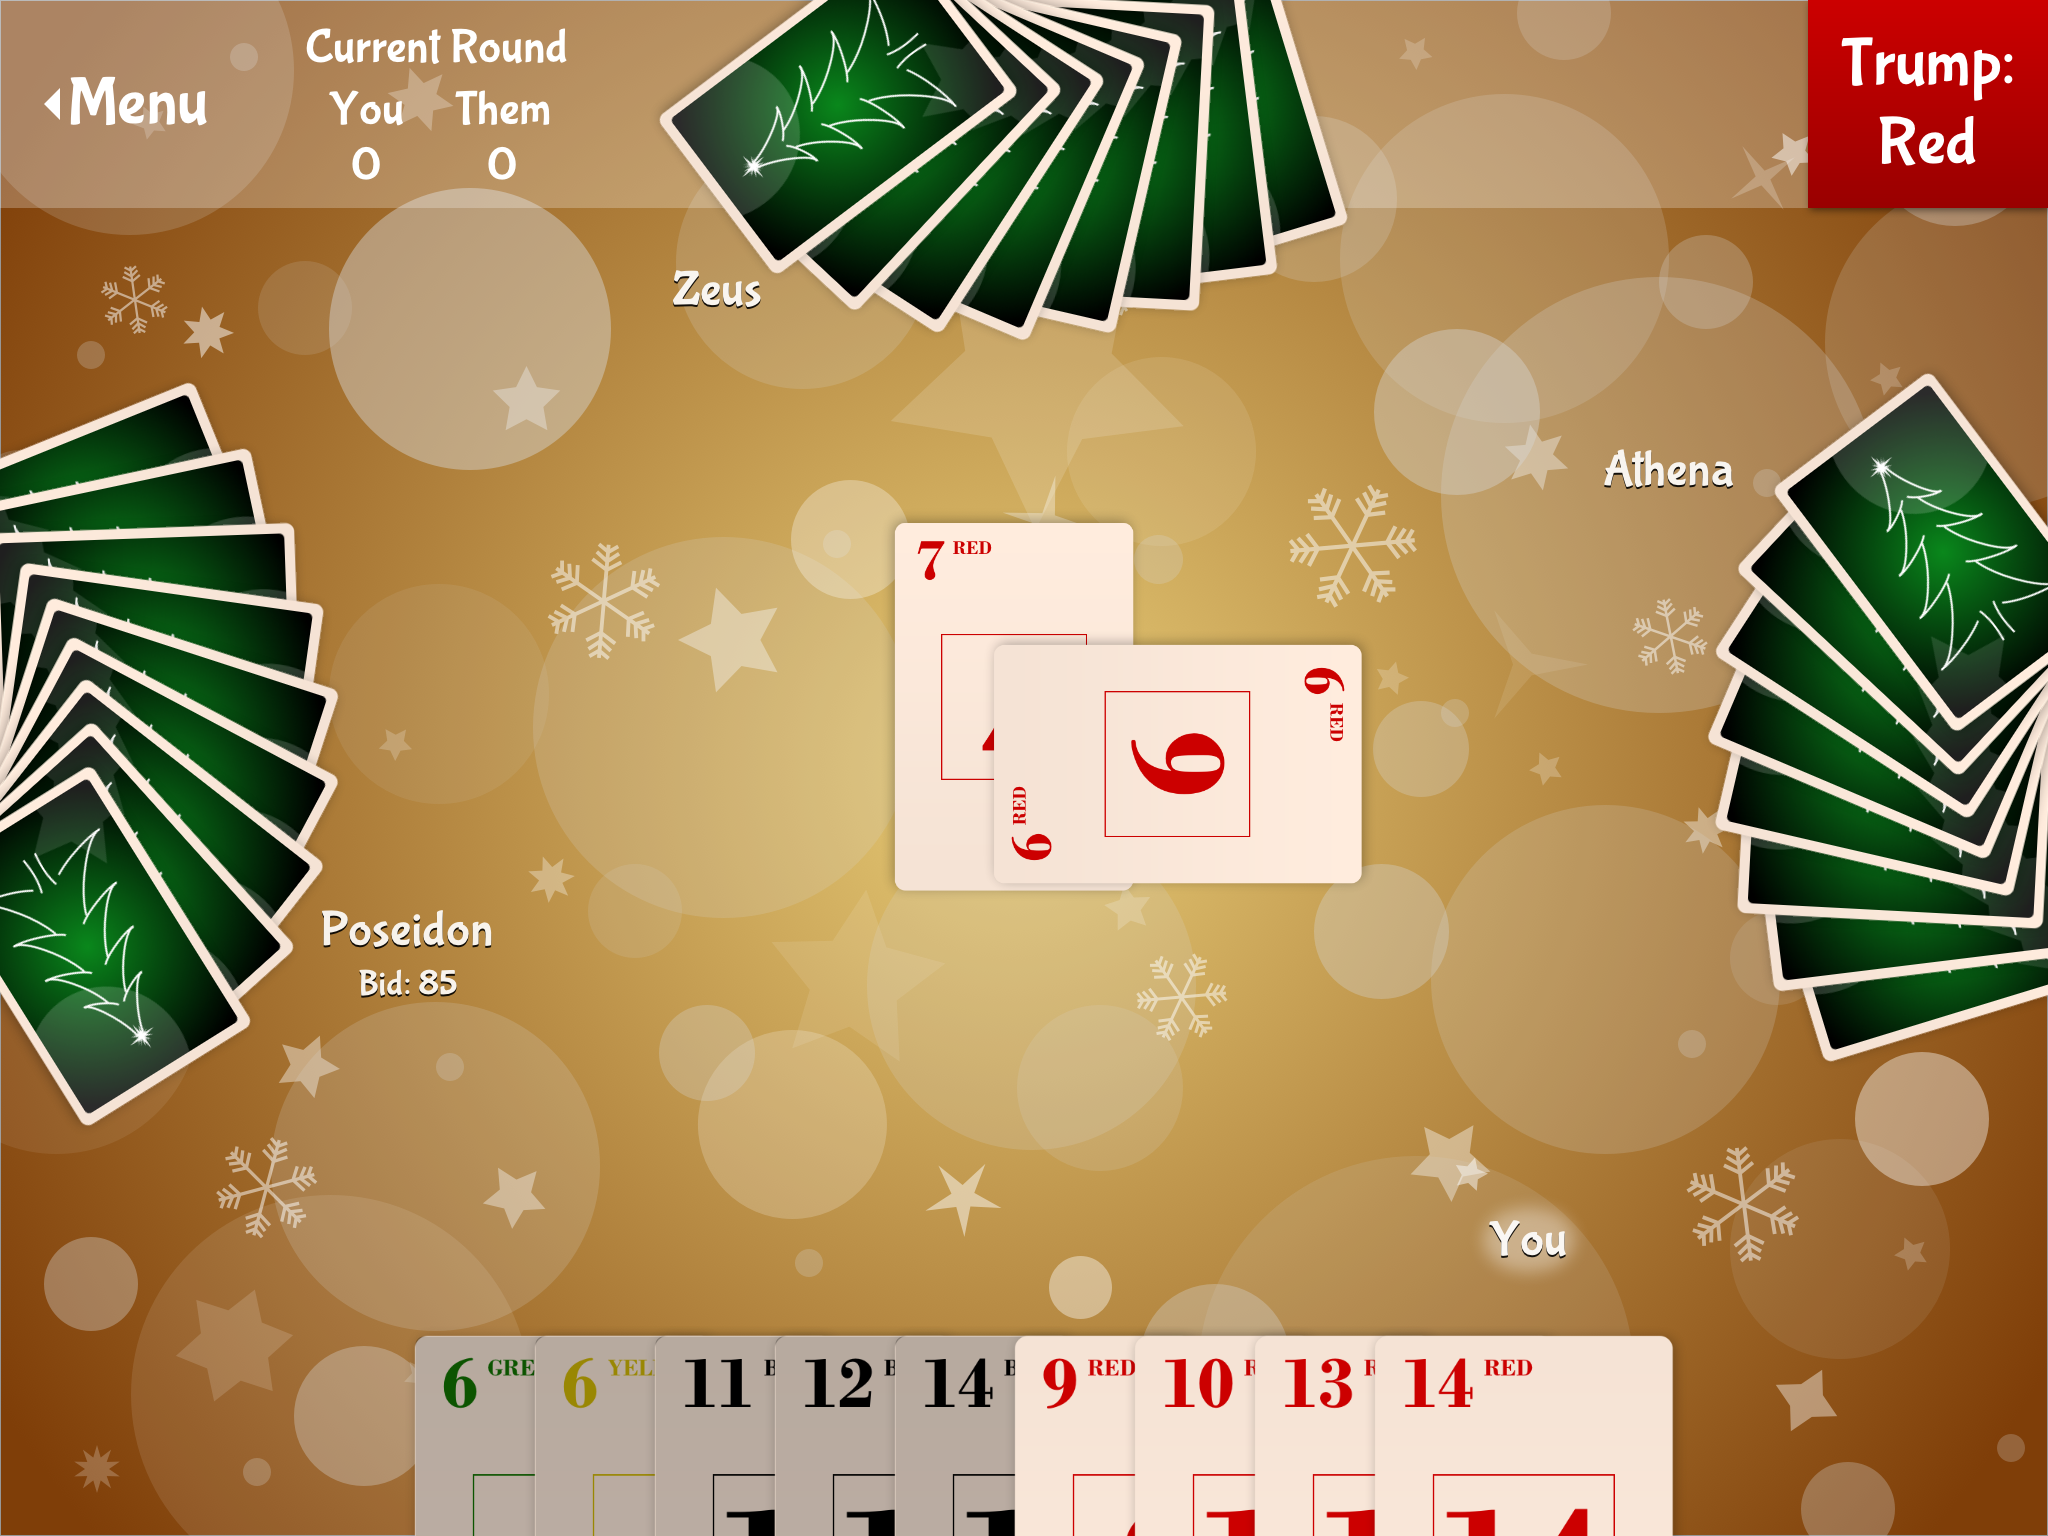 Menu
Current Round
You Them
0 0
Trump:
Red
Zeus
Athena
7 RED
6 RED
6
6 RED
Poseidon
Bid: 85
You
6 GRE
6 YEL
11 B
12 B
14 B
9 RED
10 R
13 R
14 RED